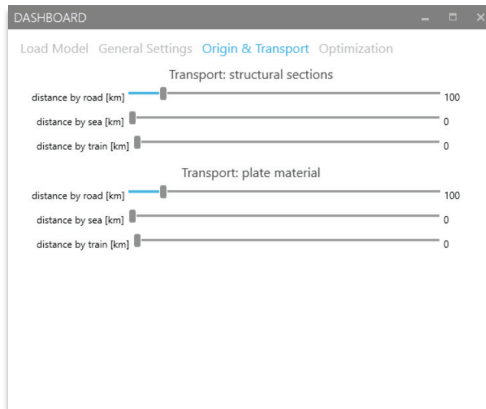 DASHBOARD
Load Model General Settings Origin & Transport Optimization
Transport: structural sections
distance by road [km] 100
distance by sea [km] 0
distance by train [km] 0
Transport: plate material
distance by road [km] 100
distance by sea [km] 0
distance by train [km] 0